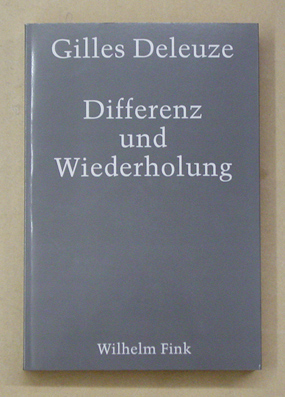 Gilles Deleuze
Differenz
und
Wiederholung
Wilhelm Fink